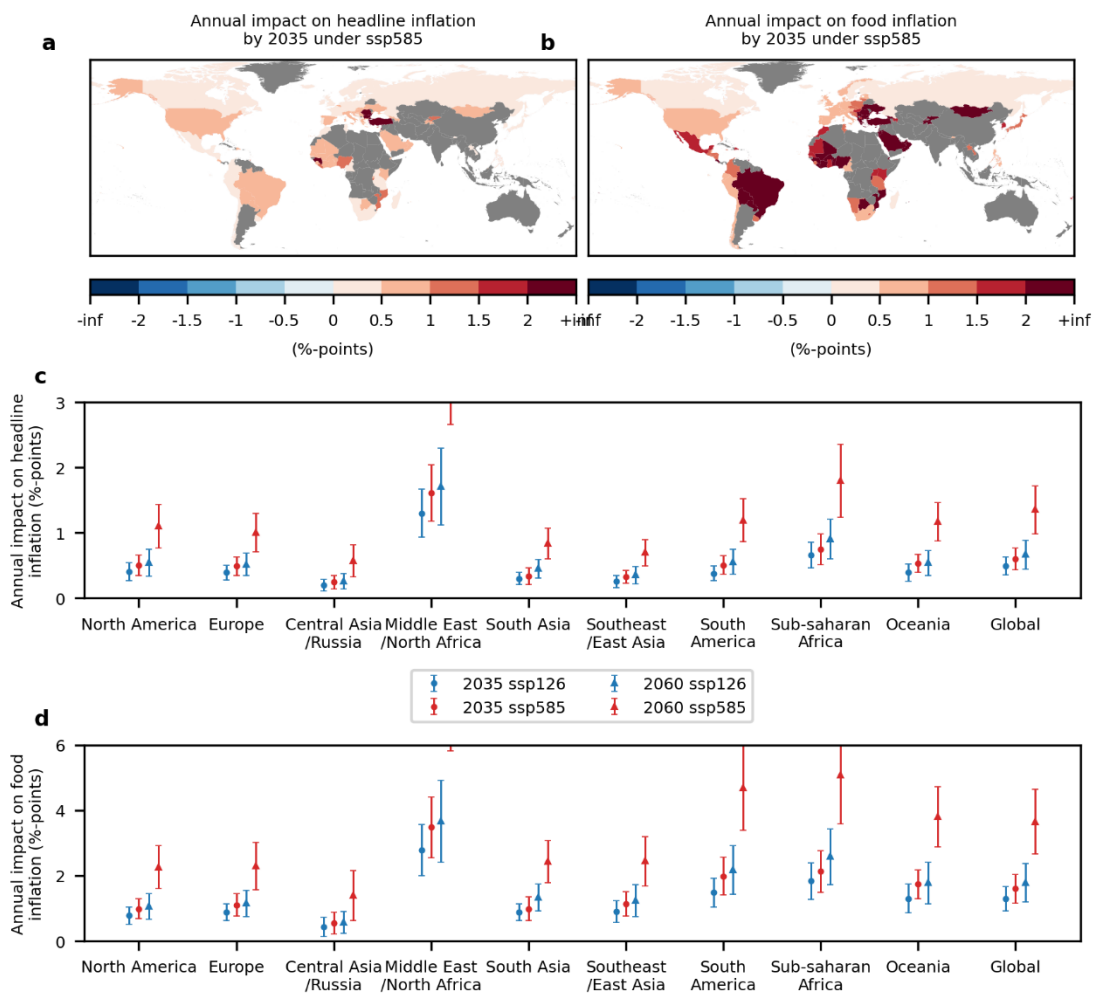 Annual impact on headline inflation
by 2035 under ssp585
a
Annual impact on food inflation
by 2035 under ssp585
b
-inf -2 -1.5 -1 -0.5 0 0.5 1 1.5 2 +inf
(%-points)
-inf -2 -1.5 -1 -0.5 0 0.5 1 1.5 2 +inf
(%-points)
c
Annual impact on headline
inflation (%-points)
3
2
1
0
North America Europe Central Asia Middle East South Asia Southeast South Sub-saharan Oceania Global
/Russia /North Africa /East Asia America Africa
2035 ssp126 2060 ssp126
2035 ssp585 2060 ssp585
d
Annual impact on food
inflation (%-points)
6
4
2
0
North America Europe Central Asia Middle East South Asia Southeast South Sub-saharan Oceania Global
/Russia /North Africa /East Asia America Africa